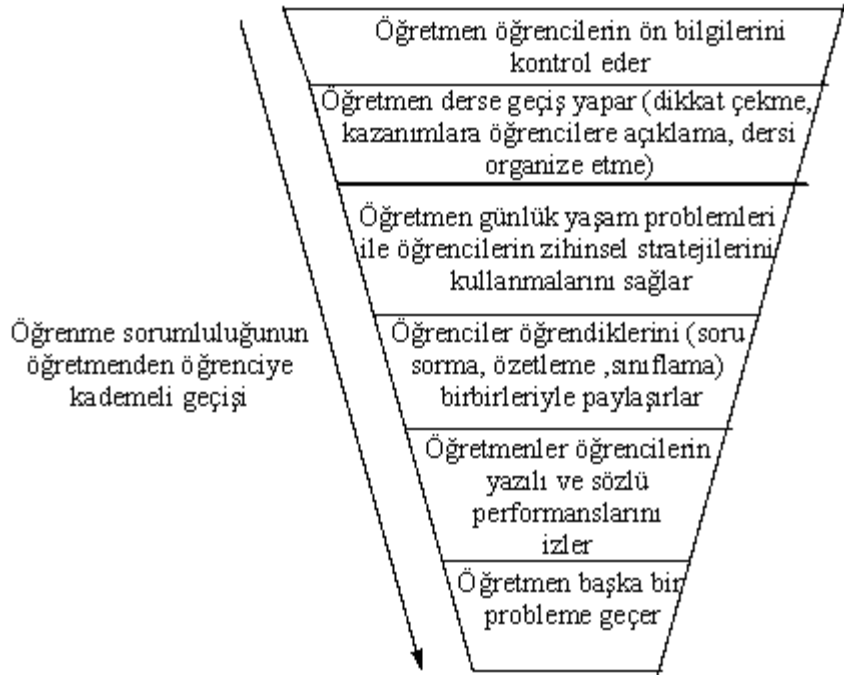 Öğretmen öğrencilerin ön bilgilerini
kontrol eder
Öğretmen derse geçiş yapar (dikkat çekme,
kazanımlara öğrencilere açıklama, dersi
organize etme)
Öğretmen günlük yaşam problemleri
ile öğrencilerin zihinsel stratejilerini
kullanmalarını sağlar
Öğrenme sorumluluğunun
öğretmenden öğrenciye
kademeli geçişi
Öğrenciler öğrendiklerini (soru
sorma, özetleme ,sınıflama)
birbirleriyle paylaşırlar
Öğretmenler öğrencilerin
yazılı ve sözlü
performanslarını
izler
Öğretmen başka bir
probleme geçer